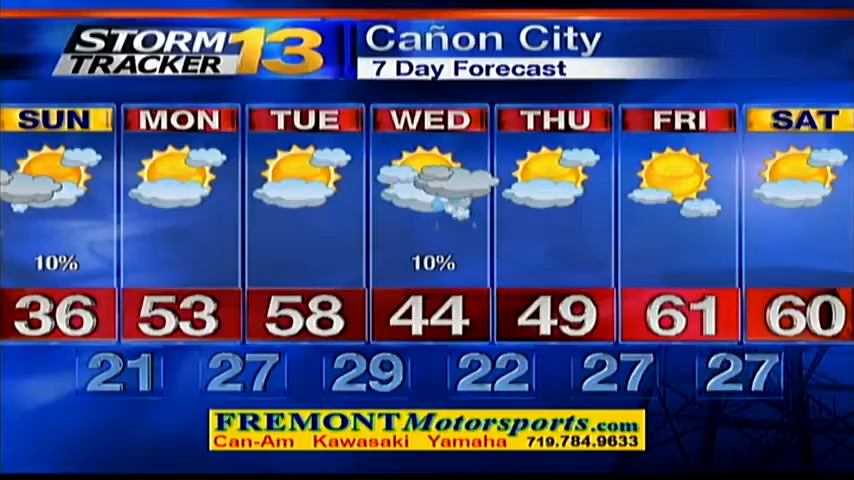 STORM
TRACKER 13
Cañon City
7 Day Forecast
SUN MON TUE WED THU FRI SAT
10% 10%
36 53 58 44 49 61 60
21 27 29 22 27 27
FREMONT Motorsports.com
Can-Am Kawasaki Yamaha 719.784.9633